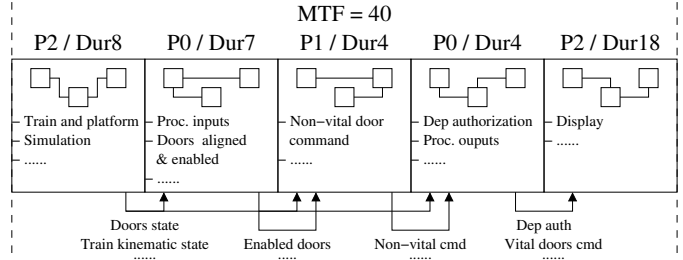 MTF = 40
P2 / Dur8
P0 / Dur7
P1 / Dur4
P0 / Dur4
P2 / Dur18
Train and platform
Simulation
......
Proc. inputs
Doors aligned
& enabled
......
Non−vital door
command
......
Dep authorization
Proc. ouputs
......
Display
......
Doors state
Train kinematic state
......
Enabled doors
.....
Non−vital cmd
......
Dep auth
Vital doors cmd
......